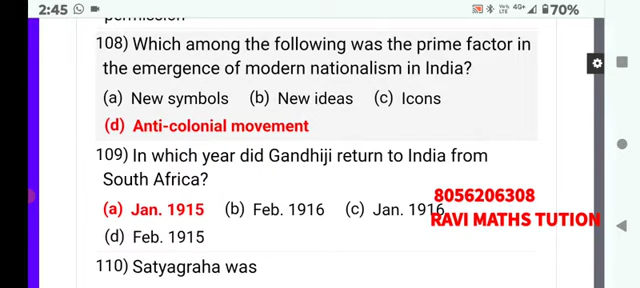 2:45 4G+ 70%
permission
108) Which among the following was the prime factor in
the emergence of modern nationalism in India?
(a) New symbols (b) New ideas (c) Icons
(d) Anti-colonial movement
109) In which year did Gandhiji return to India from
South Africa?
(a) Jan. 1915 (b) Feb. 1916 (c) Jan. 1916
(d) Feb. 1915
8056206308
RAVI MATHS TUTION
110) Satyagraha was